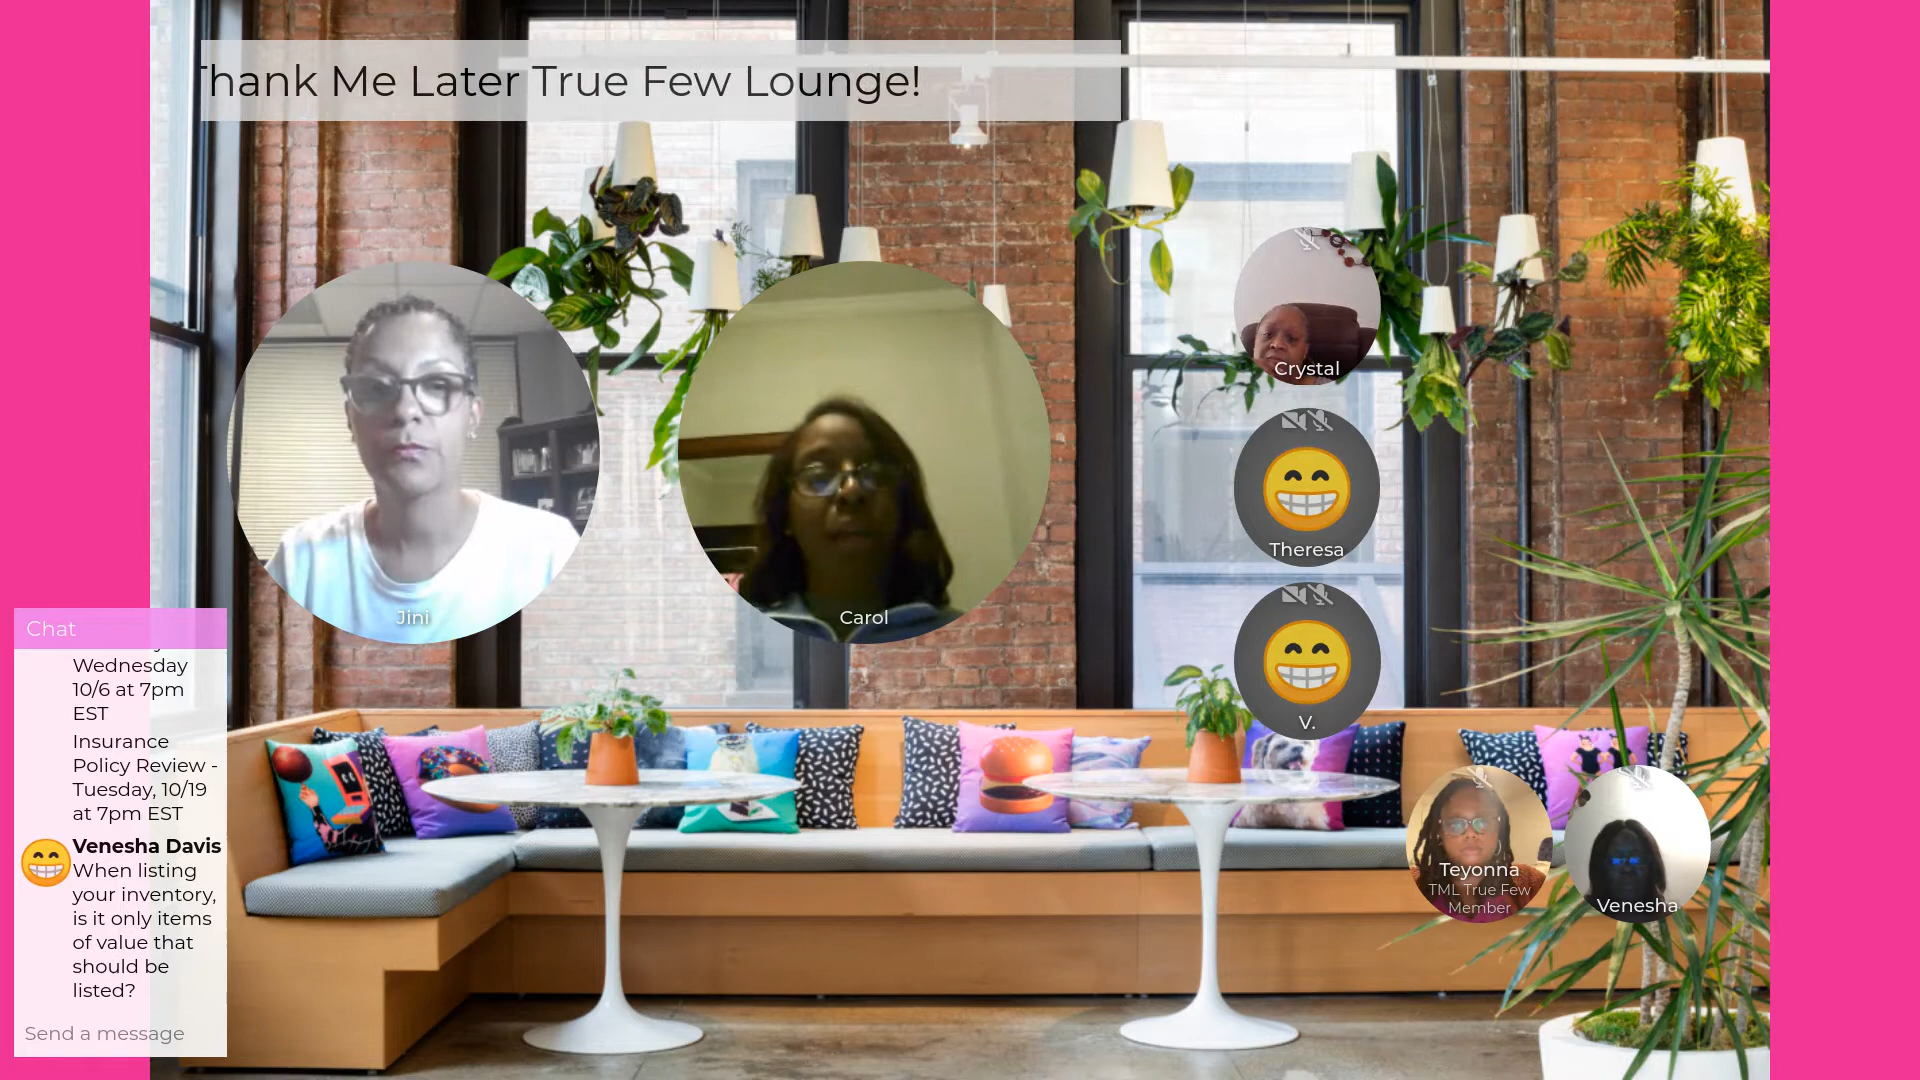 Thank Me Later True Few Lounge!
Jini
Carol
Crystal
Theresa
V.
Teyonna
TML True Few
Member
Venesha
Chat
Wednesday
10/6 at 7pm
EST
Insurance
Policy Review -
Tuesday, 10/19
at 7pm EST
Venesha Davis
When listing
your inventory,
is it only items
of value that
should be
listed?
Send a message